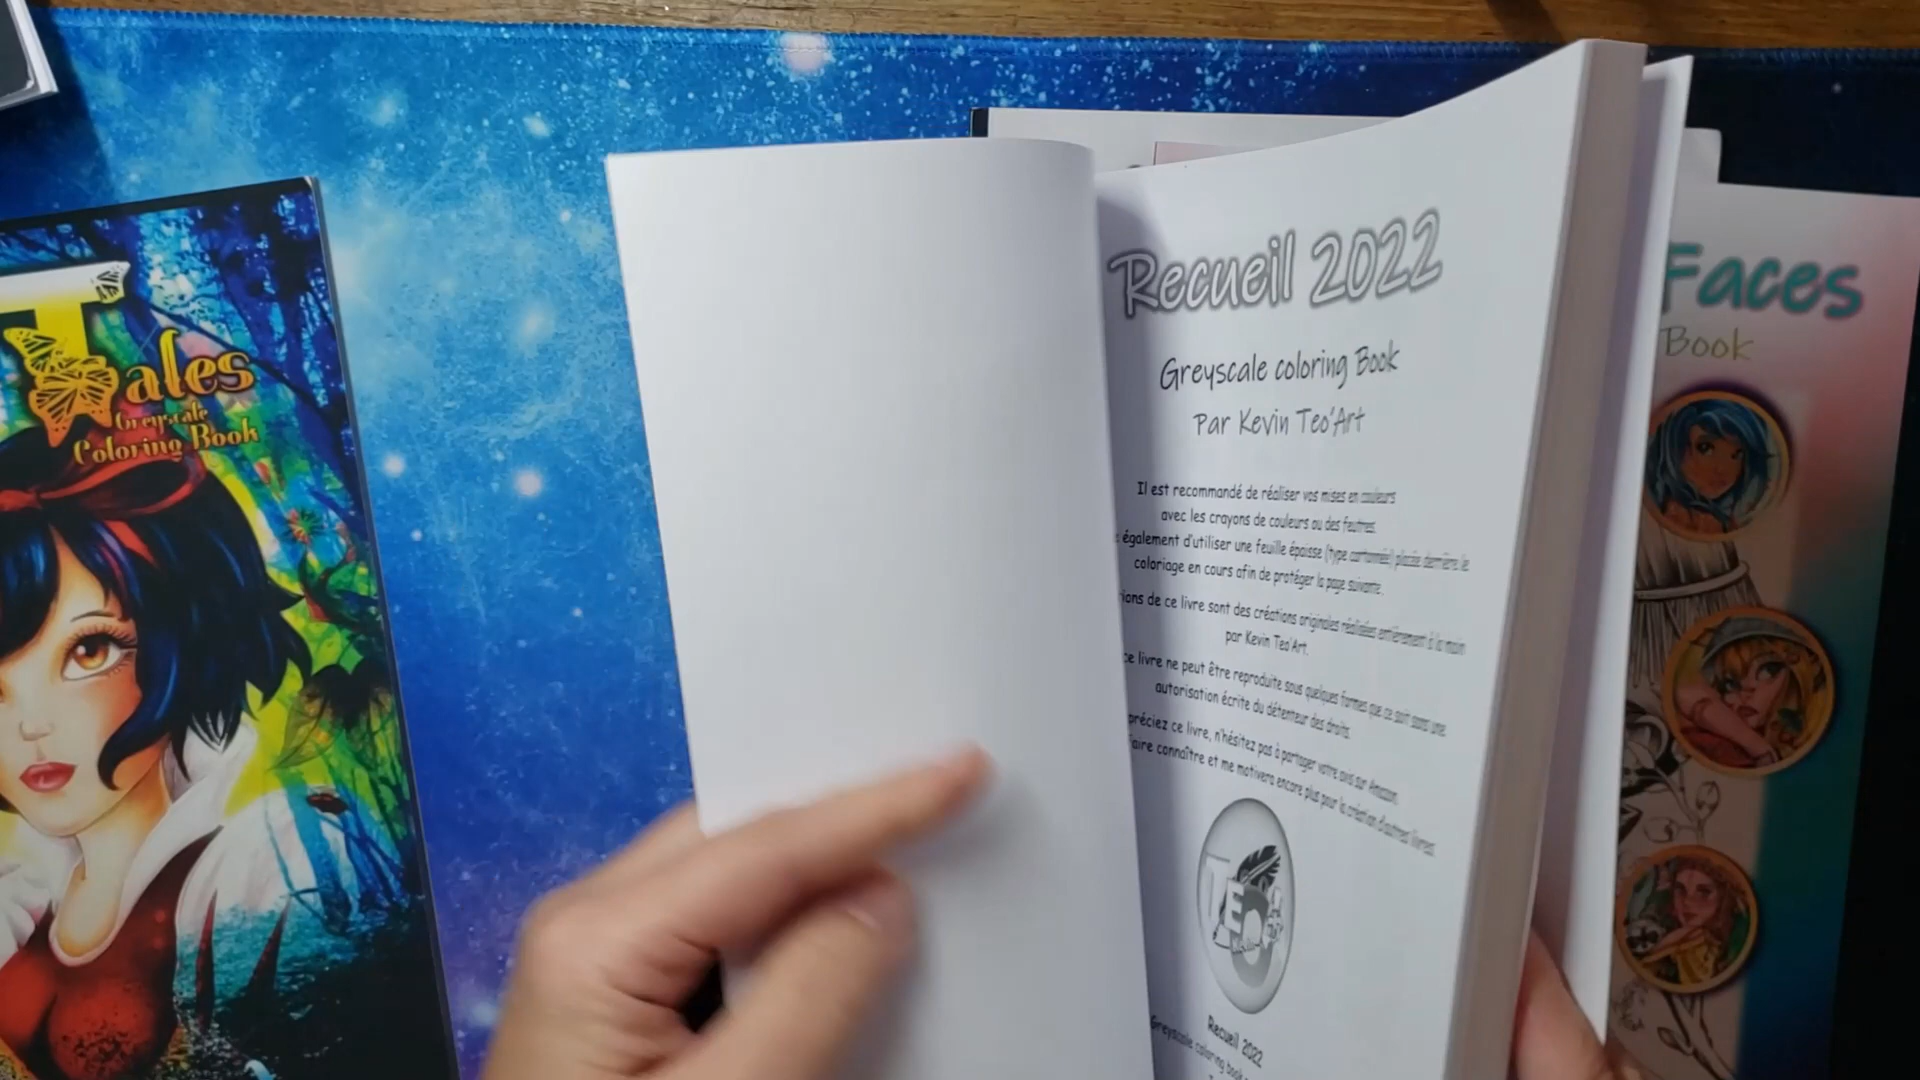 Tales
Greyscale
Coloring Book
Recueil 2022
Greyscale coloring Book
Par Kevin Teo'Art
Il est recommandé de réaliser vos mises en couleurs
avec les crayons de couleurs ou des feutres.
également d'utiliser une feuille épaisse (type cartonnée) placée derrière le
coloriage en cours afin de protéger la page suivante.
de ce livre sont des créations originales réalisées entièrement à la main
par Kevin Teo'Art.
ce livre ne peut être reproduite sous quelques formes que ce soit sans une
autorisation écrite du détenteur des droits.
ce livre, n'hésitez pas à partager votre avis sur Amazon.
connaître et me motivera encore plus pour la création d'autres livres.
TEO
Recueil 2022
Greyscale coloring book
Faces
Book